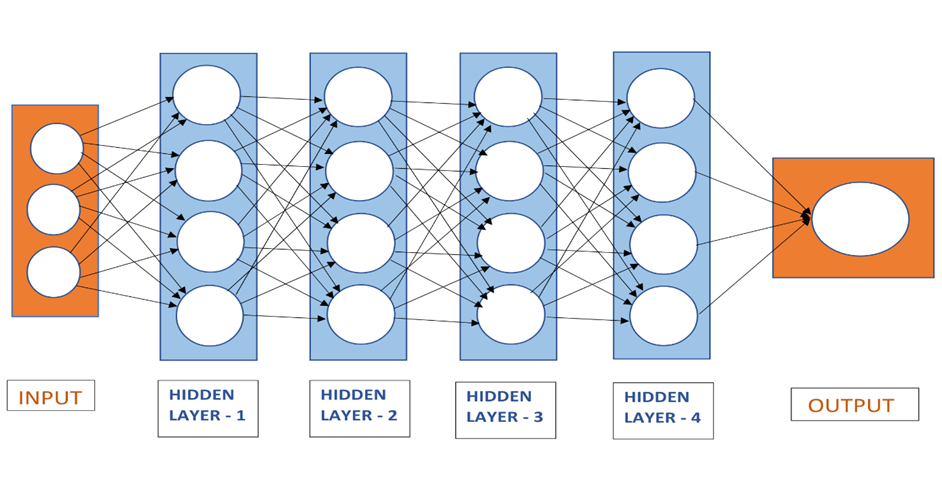 INPUT
HIDDEN
LAYER - 1
HIDDEN
LAYER - 2
HIDDEN
LAYER - 3
HIDDEN
LAYER - 4
OUTPUT